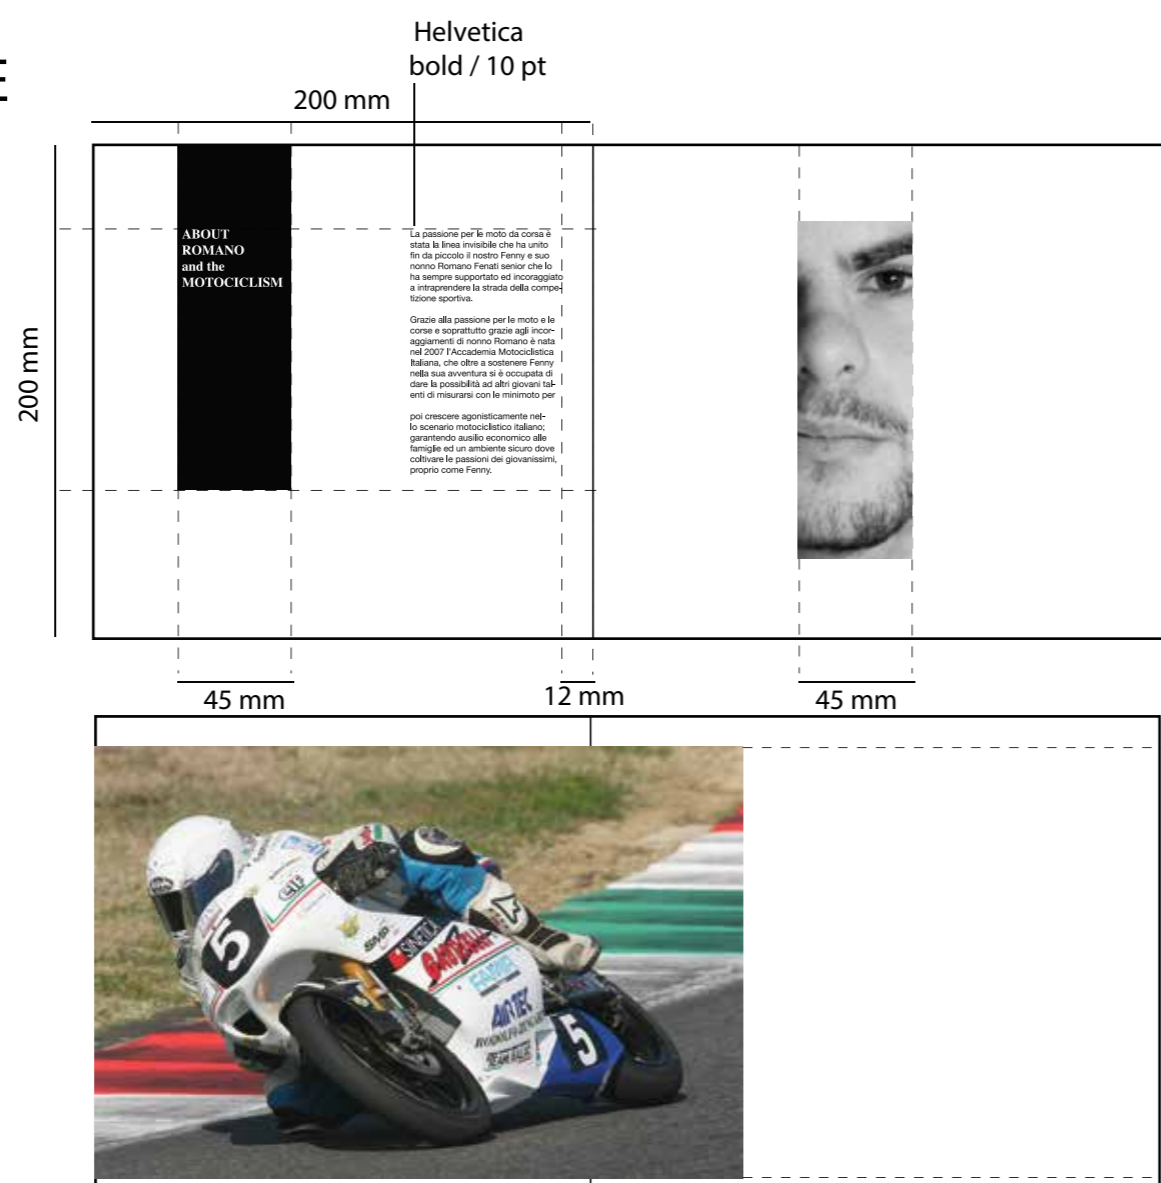 E
Helvetica
bold / 10 pt
200 mm
200 mm
ABOUT
ROMANO
and the
MOTOCICLISM
La passione per le moto da corsa è
stata la linea invisibile che ha unito
fin da piccolo il nostro Fenny e suo
nonno Romano Fenati senior che lo
ha sempre supportato ed incoraggiato
a intraprendere la strada della compe-
tizione sportiva.
Grazie alla passione per le moto e le
corse e soprattutto grazie agli incor-
aggiamenti di nonno Romano è nata
nel 2007 l'Accademia Motociclistica
Italiana, che oltre a sostenere Fenny
nella sua avventura si è occupata di
dare la possibilità ad altri giovani tal-
enti di misurarsi con le minimoto per
poi crescere agonisticamente nel-
lo scenario motociclistico italiano;
garantendo ausilio economico alle
famiglie ed un ambiente sicuro dove
coltivare le passioni dei giovanissimi,
proprio come Fenny.
45 mm
12 mm
45 mm
5
SMP
AIRTEC
5